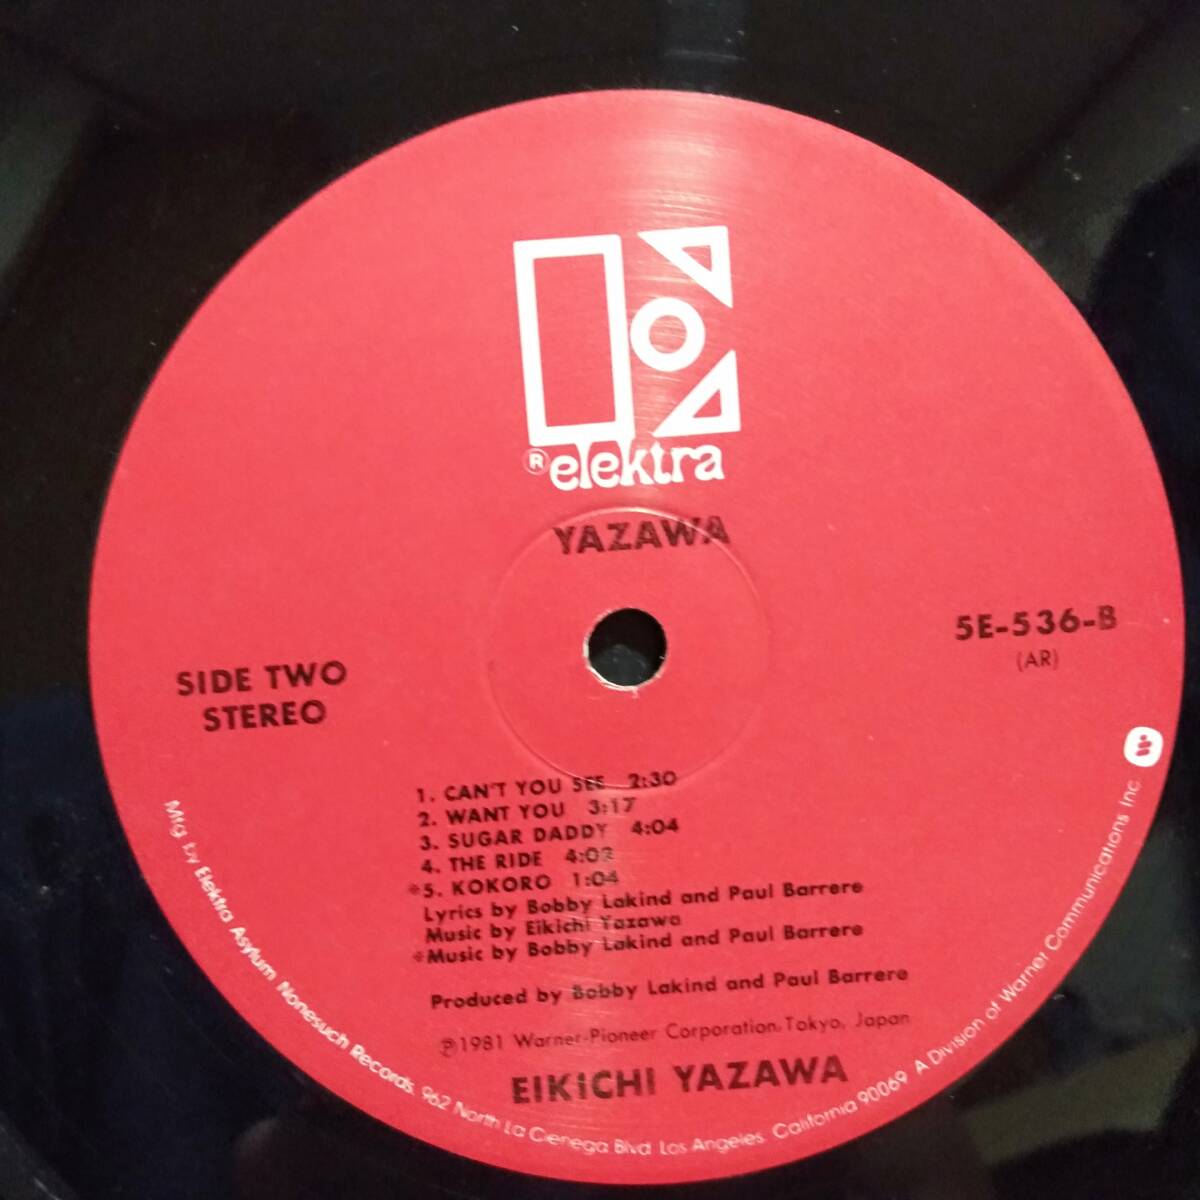 ® elektra
YAZAWA
5E-536-B
(AR)
SIDE TWO
STEREO
1. CAN'T YOU SEE 2:30
2. WANT YOU 3:17
3. SUGAR DADDY 4:04
4. THE RIDE 4:02
*5. KOKORO 1:04
Lyrics by Bobby Lakind and Paul Barrere
Music by Eikichi Yazawa
*Music by Bobby Lakind and Paul Barrere
Produced by Bobby Lakind and Paul Barrere
℗1981 Warner-Pioneer Corporation, Tokyo, Japan
EIKICHI YAZAWA
Mfg. by Elektra Asylum Nonesuch Records, 962 North La Cienega Blvd. Los Angeles, California 90069 A Division of Warner Communications Inc.